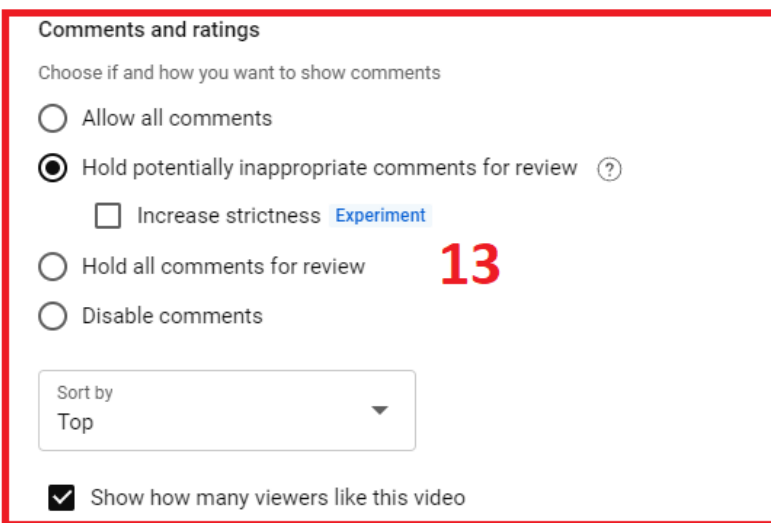 Comments and ratings
Choose if and how you want to show comments
Allow all comments
Hold potentially inappropriate comments for review ?
Increase strictness Experiment
Hold all comments for review
13
Disable comments
Sort by
Top
Show how many viewers like this video